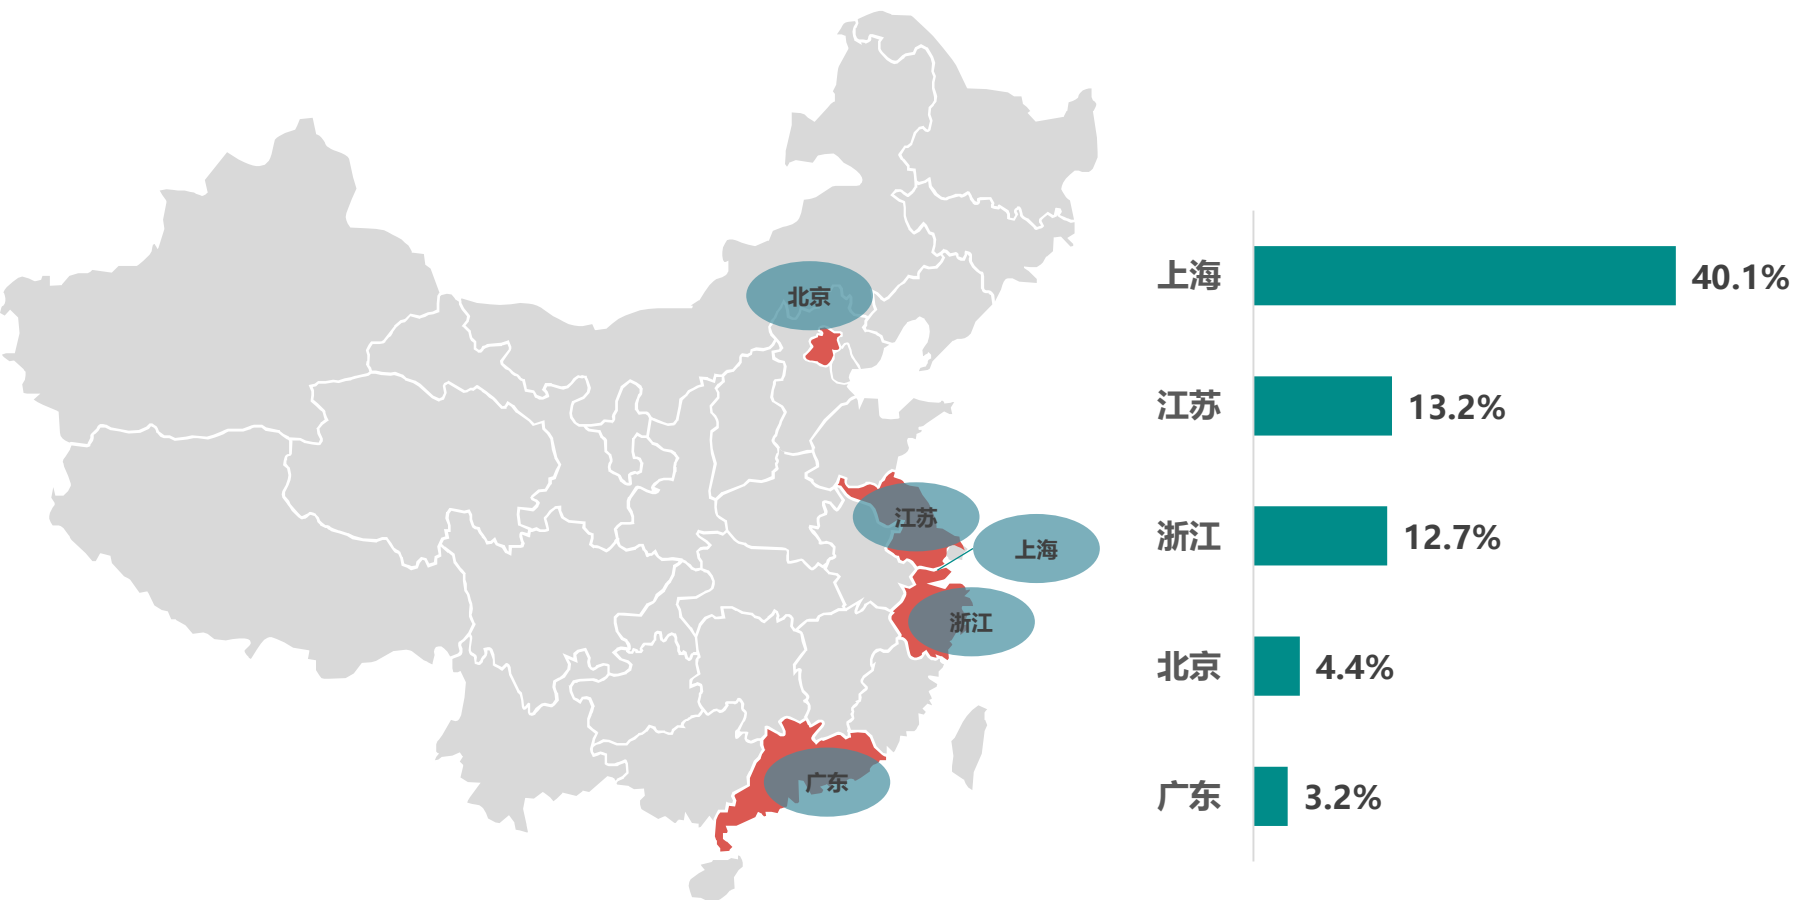 北京
江苏
上海
浙江
广东
上海 40.1%
江苏 13.2%
浙江 12.7%
北京 4.4%
广东 3.2%